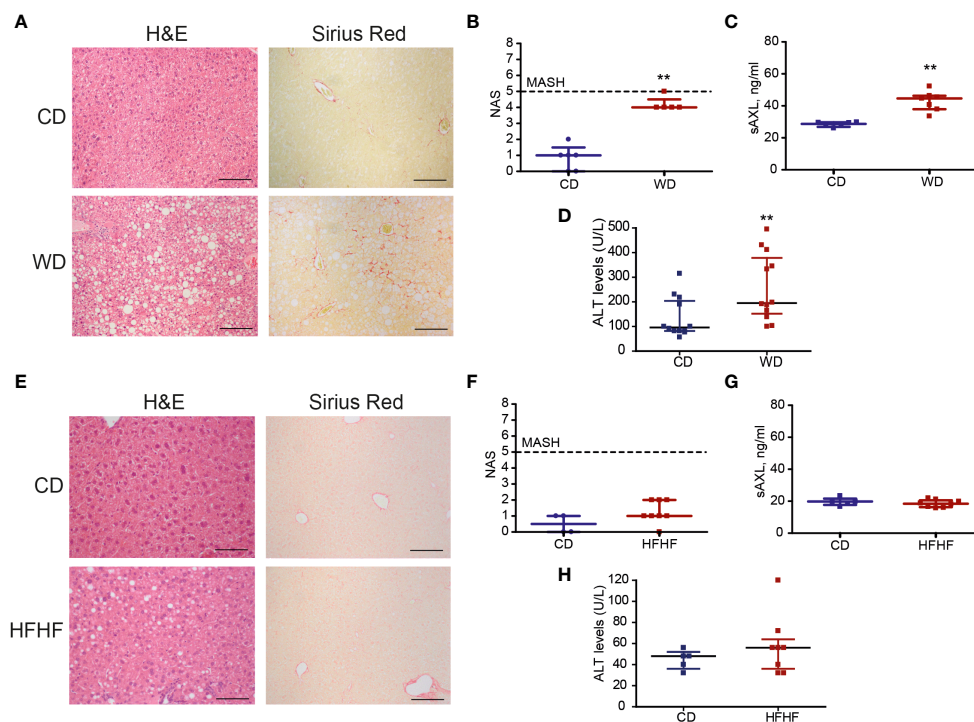 A
H&E
Sirius Red
CD
WD
B
NAS
8
7
6
5
4
3
2
1
0
MASH
**
CD
WD
C
sAXL, ng/ml
80
60
40
20
0
**
CD
WD
D
ALT levels (U/L)
500
400
300
200
100
0
**
CD
WD
E
H&E
Sirius Red
CD
HFHF
F
NAS
8
7
6
5
4
3
2
1
0
MASH
CD
HFHF
G
sAXL, ng/ml
80
60
40
20
0
CD
HFHF
H
ALT levels (U/L)
120
100
80
60
40
20
0
CD
HFHF